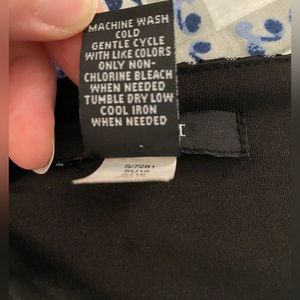 MACHINE WASH
COLD
GENTLE CYCLE
WITH LIKE COLORS
ONLY NON-
CHLORINE BLEACH
WHEN NEEDED
TUMBLE DRY LOW
COOL IRON
WHEN NEEDED